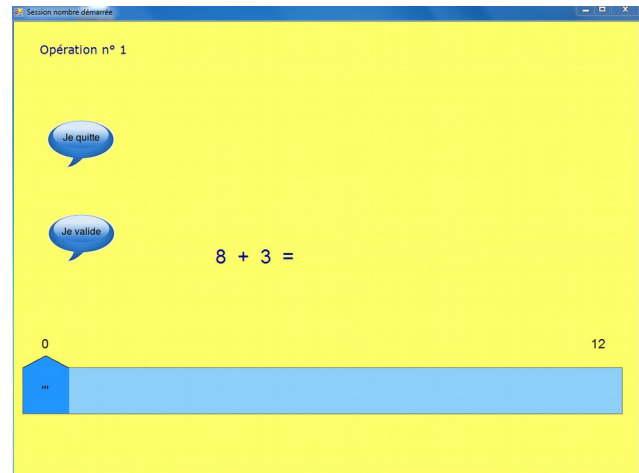 Session nombre démarrée
Opération n° 1
Je quitte
Je valide
8 + 3 =
0 12
"'